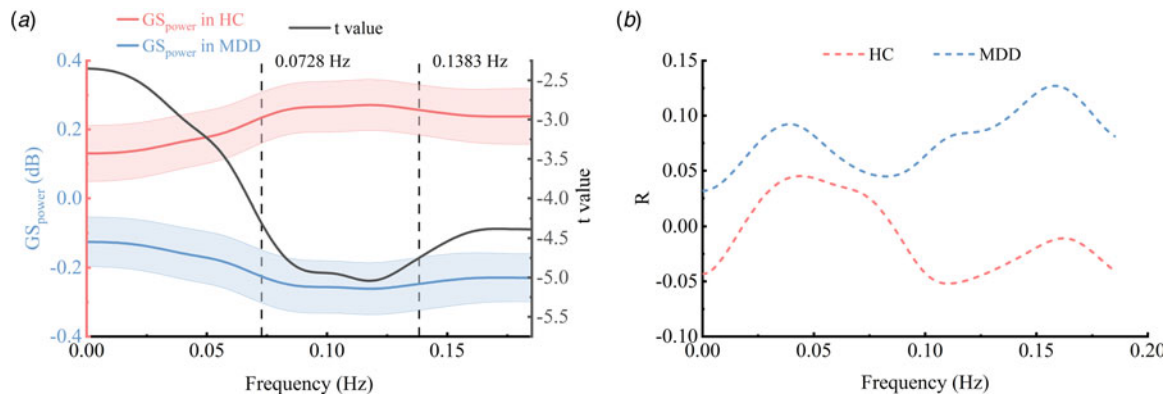 (a)
GSpower in HC
t value
GSpower in MDD
0.0728 Hz
0.1383 Hz
0.4
0.2
0.0
-0.2
-0.4
GSpower (dB)
-2.5
-3.0
-3.5
-4.0
-4.5
-5.0
-5.5
t value
0.00
0.05
0.10
0.15
Frequency (Hz)
(b)
HC
MDD
0.15
0.10
0.05
0.00
-0.05
-0.10
R
0.00
0.05
0.10
0.15
0.20
Frequency (Hz)